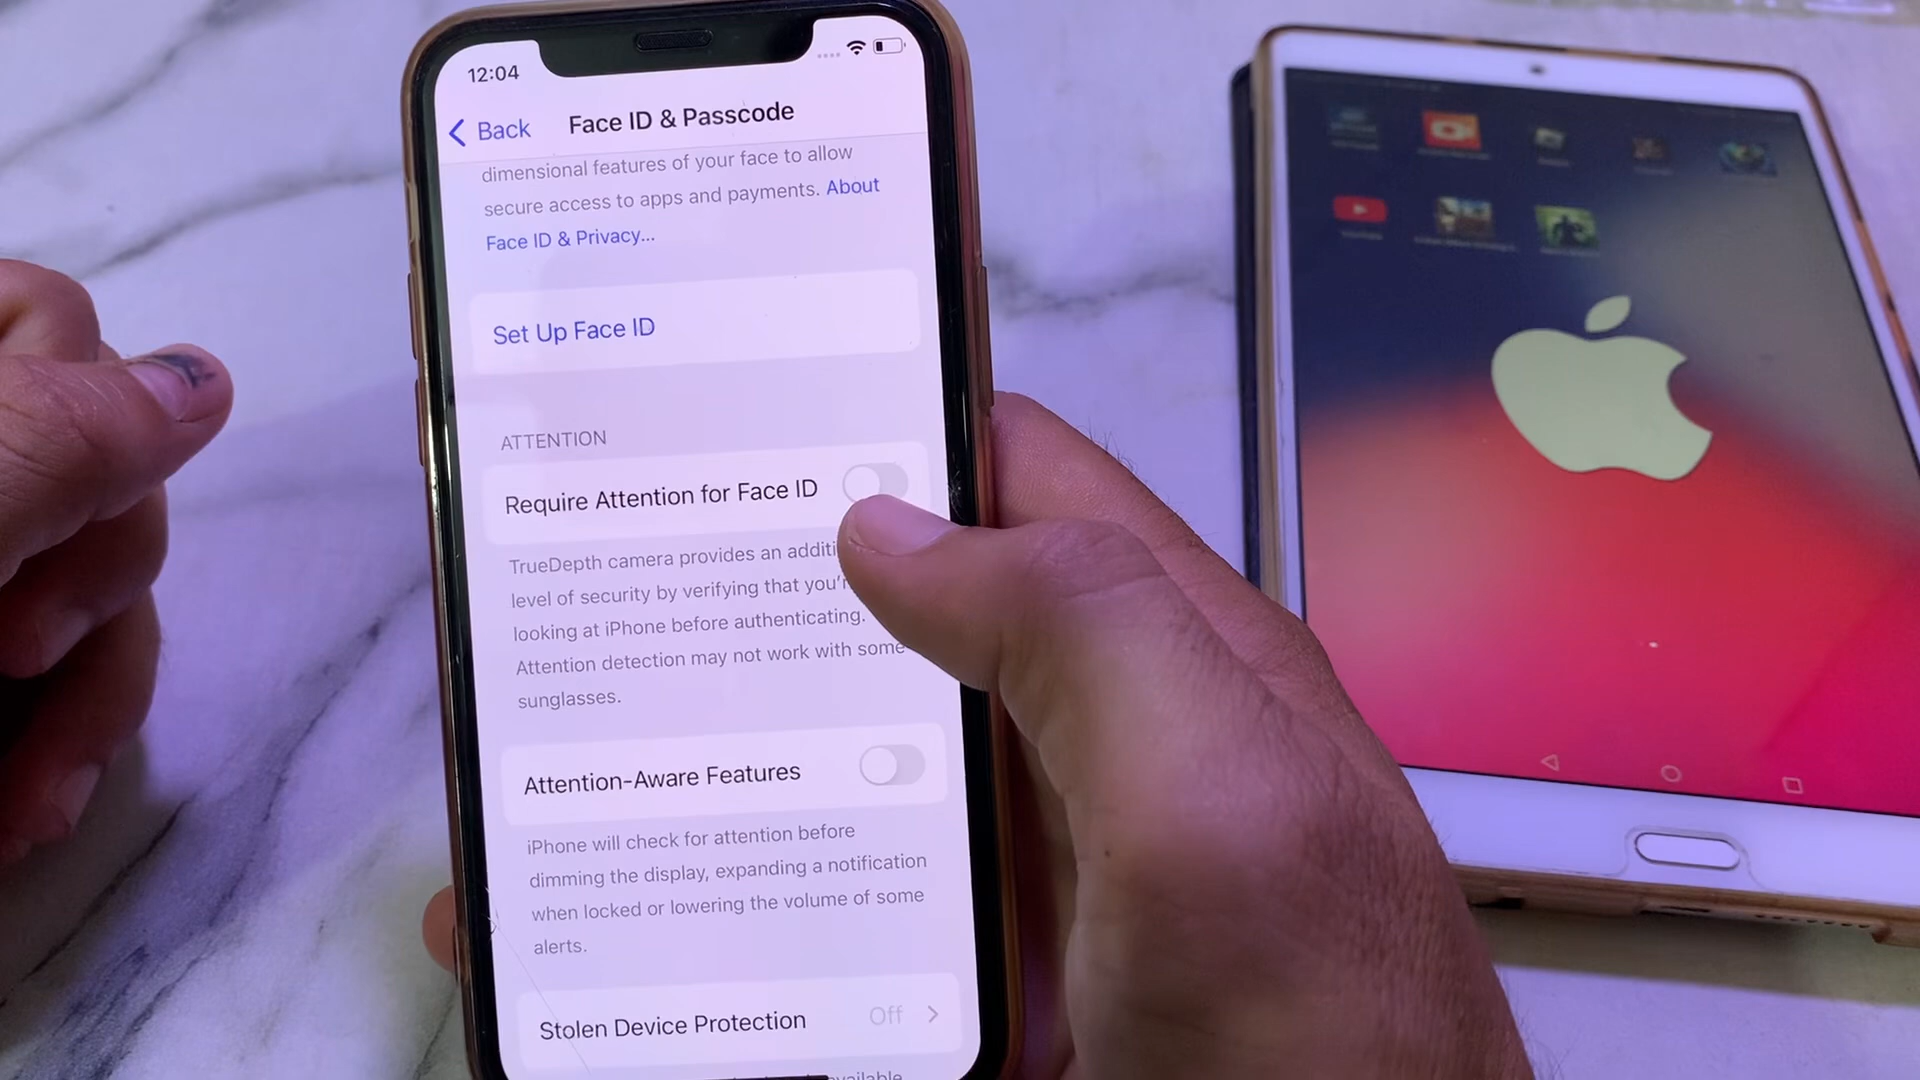 12:04
Back
Face ID & Passcode
dimensional features of your face to allow
secure access to apps and payments. About
Face ID & Privacy...
Set Up Face ID
ATTENTION
Require Attention for Face ID
TrueDepth camera provides an additi
level of security by verifying that you'r
looking at iPhone before authenticating.
Attention detection may not work with some
sunglasses.
Attention-Aware Features
iPhone will check for attention before
dimming the display, expanding a notification
when locked or lowering the volume of some
alerts.
Stolen Device Protection
Off